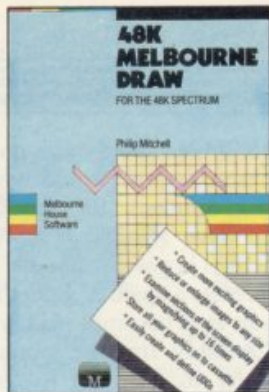 48K
MELBOURNE
DRAW
FOR THE 48K SPECTRUM
Philip Mitchell
Melbourne
House
Software
* Create more exciting graphics
* Reduce or enlarge images to any size
* Examine sections of the screen display
by magnifying up to 16 times
* Store all your graphics on to cassette
* Easily create and define UDGs
M